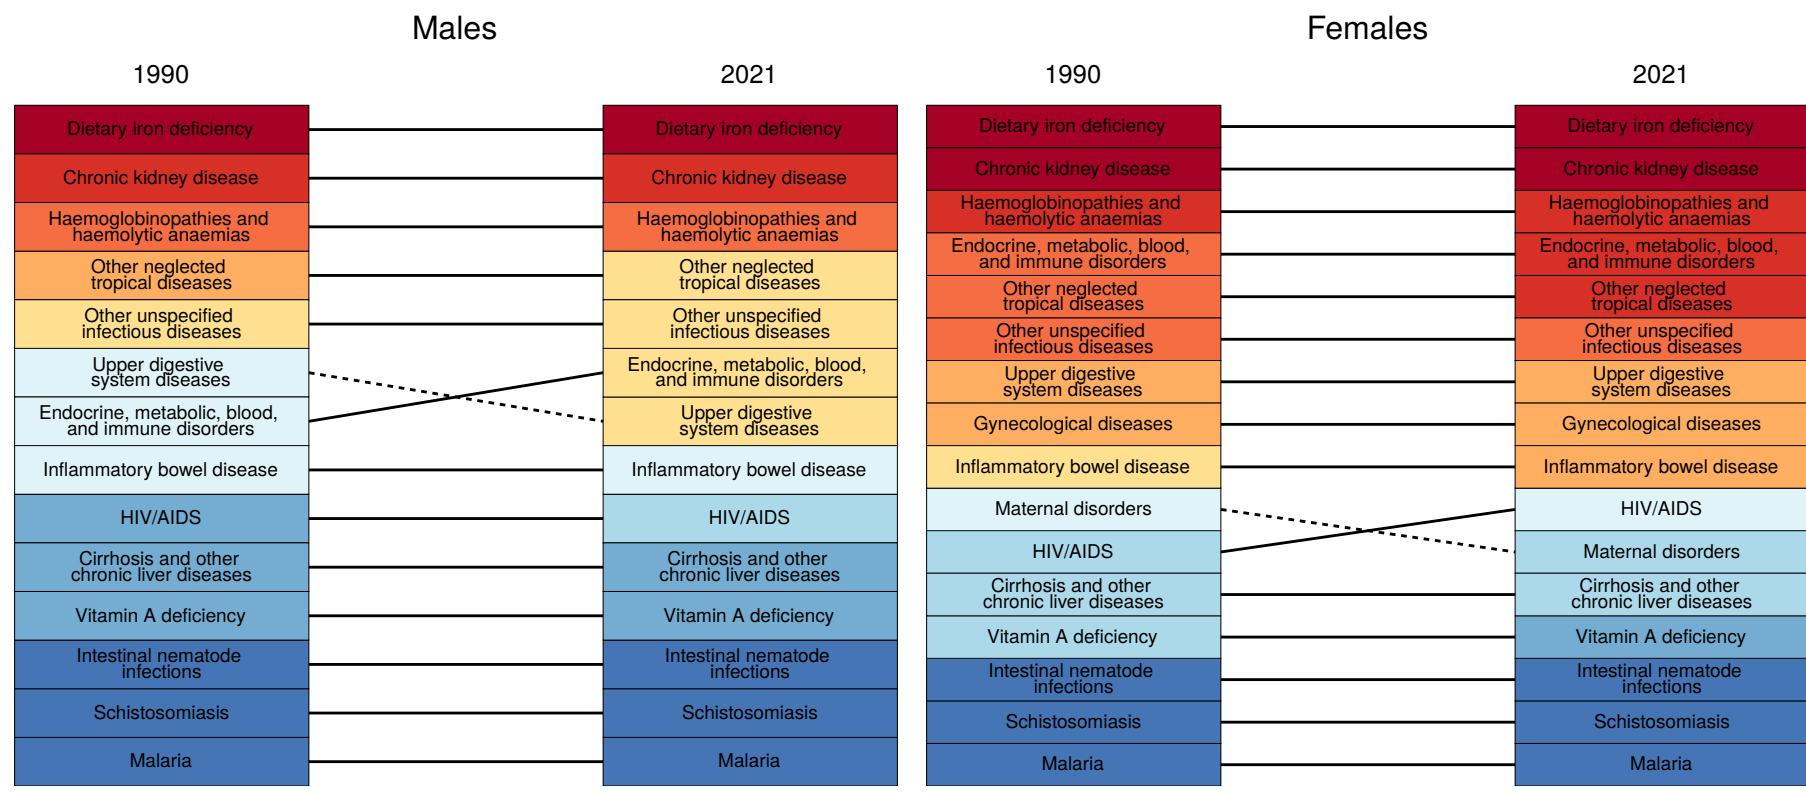 Males
1990
2021
Dietary iron deficiency
Chronic kidney disease
Haemoglobinopathies and
haemolytic anaemias
Other neglected
tropical diseases
Other unspecified
infectious diseases
Upper digestive
system diseases
Endocrine, metabolic, blood,
and immune disorders
Inflammatory bowel disease
HIV/AIDS
Cirrhosis and other
chronic liver diseases
Vitamin A deficiency
Intestinal nematode
infections
Schistosomiasis
Malaria
Dietary iron deficiency
Chronic kidney disease
Haemoglobinopathies and
haemolytic anaemias
Other neglected
tropical diseases
Other unspecified
infectious diseases
Endocrine, metabolic, blood,
and immune disorders
Upper digestive
system diseases
Inflammatory bowel disease
HIV/AIDS
Cirrhosis and other
chronic liver diseases
Vitamin A deficiency
Intestinal nematode
infections
Schistosomiasis
Malaria
Females
1990
2021
Dietary iron deficiency
Chronic kidney disease
Haemoglobinopathies and
haemolytic anaemias
Endocrine, metabolic, blood,
and immune disorders
Other neglected
tropical diseases
Other unspecified
infectious diseases
Upper digestive
system diseases
Gynecological diseases
Inflammatory bowel disease
Maternal disorders
HIV/AIDS
Cirrhosis and other
chronic liver diseases
Vitamin A deficiency
Intestinal nematode
infections
Schistosomiasis
Malaria
Dietary iron deficiency
Chronic kidney disease
Haemoglobinopathies and
haemolytic anaemias
Endocrine, metabolic, blood,
and immune disorders
Other neglected
tropical diseases
Other unspecified
infectious diseases
Upper digestive
system diseases
Gynecological diseases
Inflammatory bowel disease
HIV/AIDS
Maternal disorders
Cirrhosis and other
chronic liver diseases
Vitamin A deficiency
Intestinal nematode
infections
Schistosomiasis
Malaria